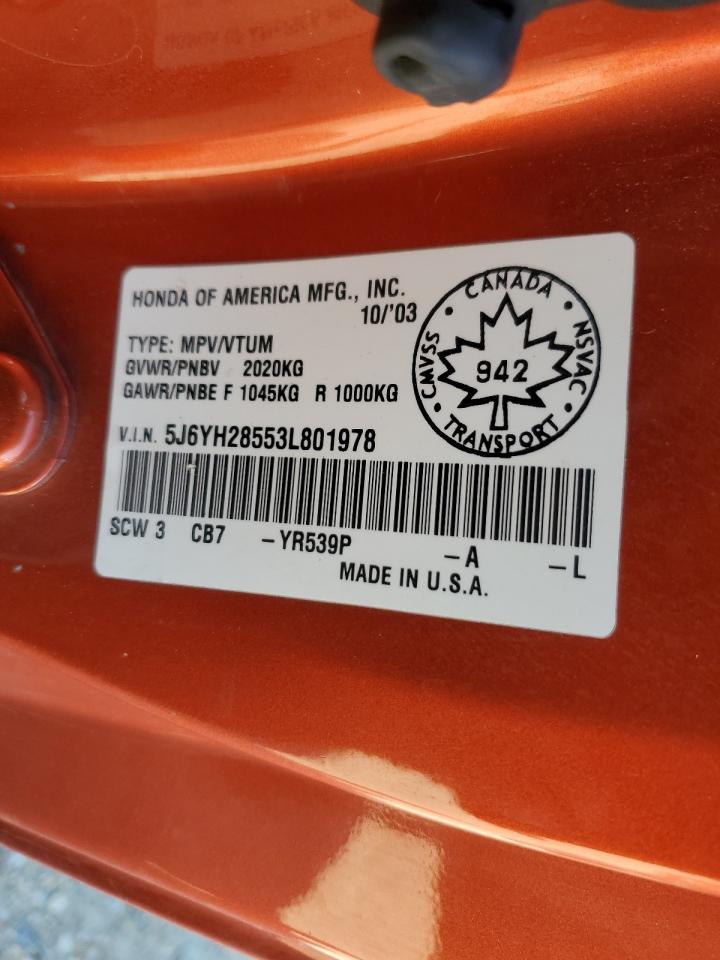 HONDA OF AMERICA MFG., INC.
10/'03
TYPE: MPV/VTUM
GVWR/PNBV 2020KG
GAWR/PNBE F 1045KG R 1000KG
V.I.N. 5J6YH28553L801978
SCW 3 CB7 -YR539P -A -L
MADE IN U.S.A.
CANADA
CMVSS
NSVAC
942
TRANSPORT